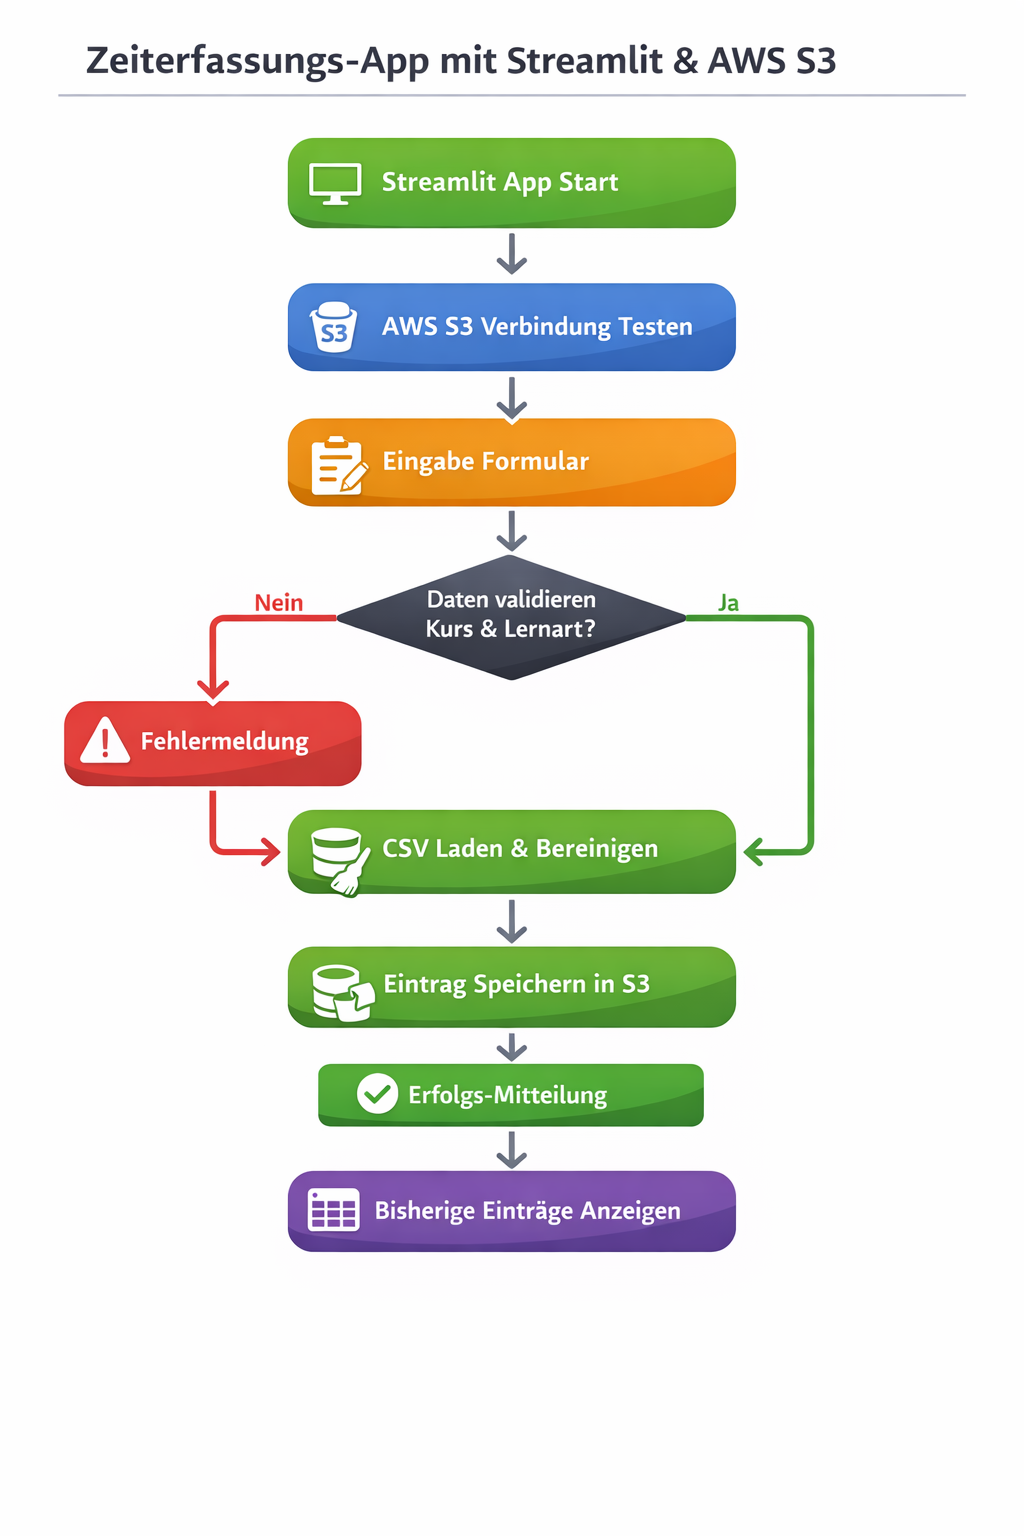 Zeiterfassungs-App mit Streamlit & AWS S3
Streamlit App Start
S3
AWS S3 Verbindung Testen
Eingabe Formular
Daten validieren
Kurs & Lernart?
Nein
Ja
Fehlermeldung
CSV Laden & Bereinigen
Eintrag Speichern in S3
Erfolgs-Mitteilung
Bisherige Einträge Anzeigen